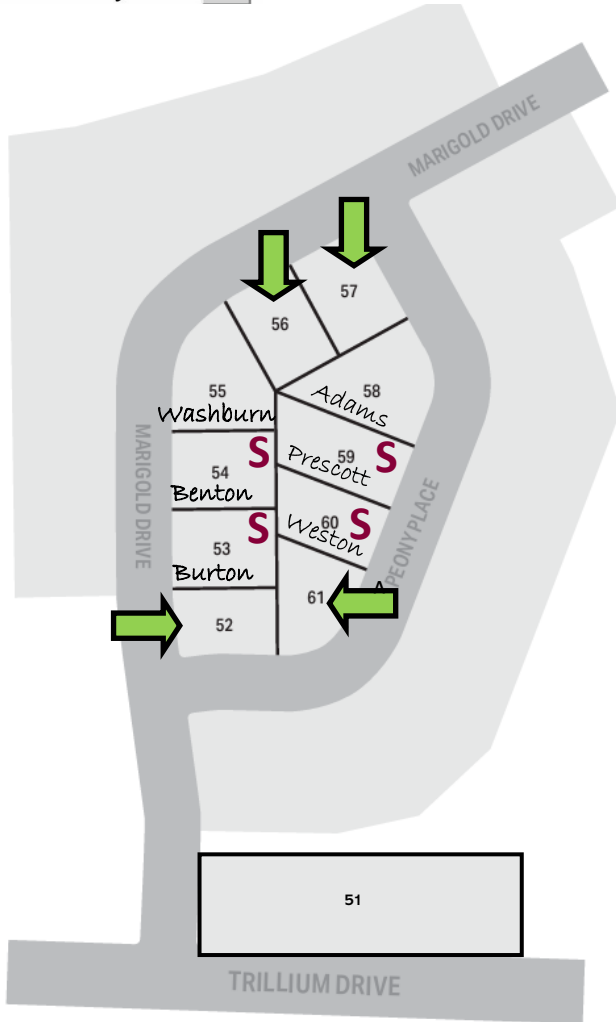 MARIGOLD DRIVE
57
56
55
58
Washburn
Adams
S
S
59
Prescott
54
Benton
MARIGOLD DRIVE
PEONY PLACE
S
S
60
Weston
53
Burton
61
52
51
TRILLIUM DRIVE